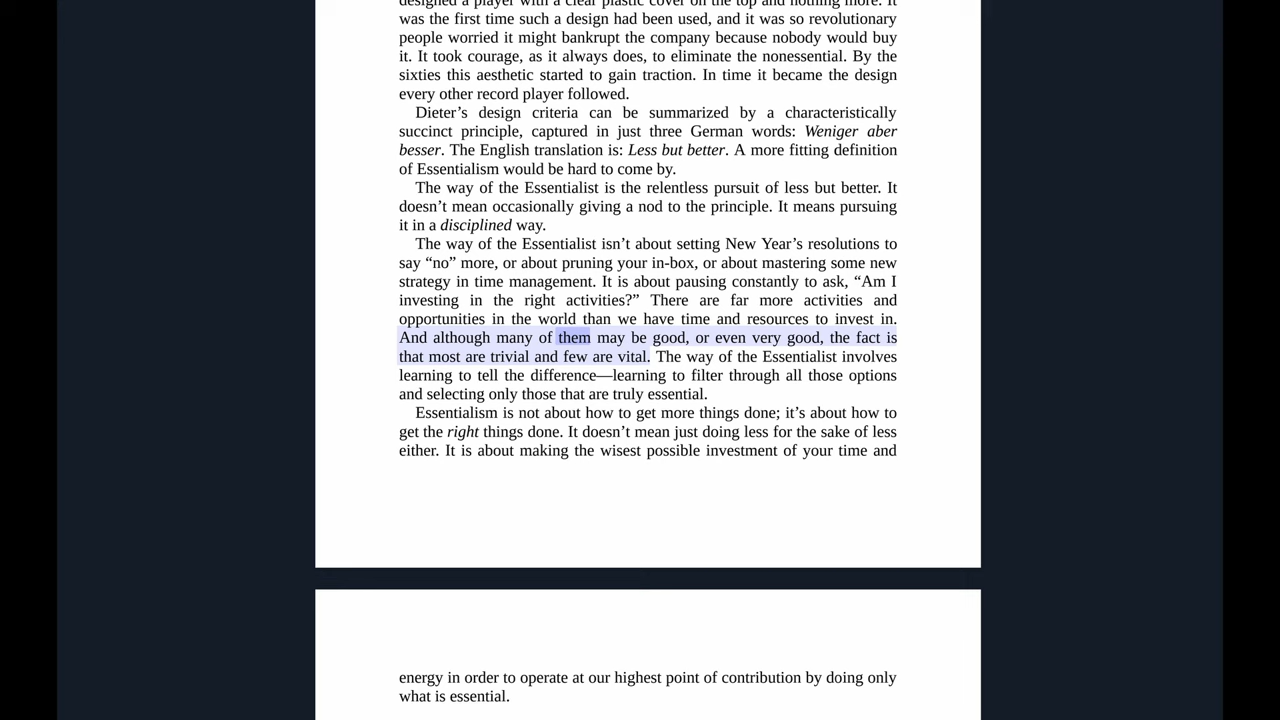 designed a player with a clear plastic cover on the top and nothing more. It
was the first time such a design had been used, and it was so revolutionary
people worried it might bankrupt the company because nobody would buy
it. It took courage, as it always does, to eliminate the nonessential. By the
sixties this aesthetic started to gain traction. In time it became the design
every other record player followed.
Dieter’s design criteria can be summarized by a characteristically
succinct principle, captured in just three German words: Weniger aber
besser. The English translation is: Less but better. A more fitting definition
of Essentialism would be hard to come by.
The way of the Essentialist is the relentless pursuit of less but better. It
doesn’t mean occasionally giving a nod to the principle. It means pursuing
it in a disciplined way.
The way of the Essentialist isn’t about setting New Year’s resolutions to
say “no” more, or about pruning your in-box, or about mastering some new
strategy in time management. It is about pausing constantly to ask, “Am I
investing in the right activities?” There are far more activities and
opportunities in the world than we have time and resources to invest in.
And although many of them may be good, or even very good, the fact is
that most are trivial and few are vital. The way of the Essentialist involves
learning to tell the difference—learning to filter through all those options
and selecting only those that are truly essential.
Essentialism is not about how to get more things done; it’s about how to
get the right things done. It doesn’t mean just doing less for the sake of less
either. It is about making the wisest possible investment of your time and
energy in order to operate at our highest point of contribution by doing only
what is essential.